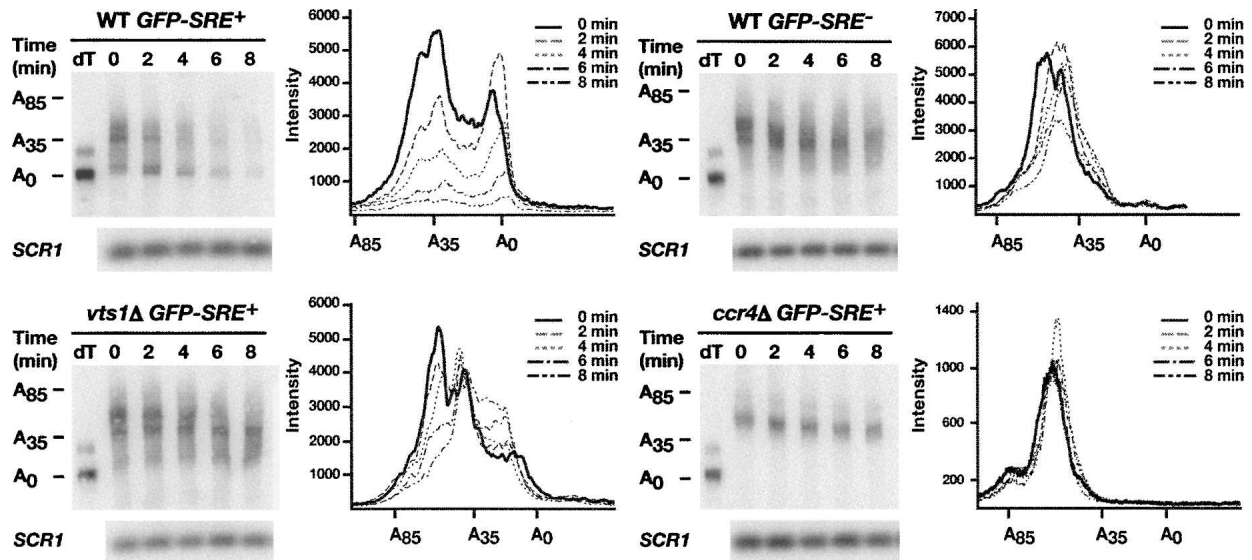 WT GFP-SRE+
Time (min)
dT 0 2 4 6 8
A85
A35
A0
SCR1
Intensity
6000
5000
4000
3000
2000
1000
0 min
2 min
4 min
6 min
8 min
A85 A35 A0
WT GFP-SRE-
Time (min)
dT 0 2 4 6 8
A85
A35
A0
SCR1
Intensity
7000
6000
5000
4000
3000
2000
1000
0 min
2 min
4 min
6 min
8 min
A85 A35 A0
vts1Δ GFP-SRE+
Time (min)
dT 0 2 4 6 8
A85
A35
A0
SCR1
Intensity
6000
5000
4000
3000
2000
1000
0 min
2 min
4 min
6 min
8 min
A85 A35 A0
ccr4Δ GFP-SRE+
Time (min)
dT 0 2 4 6 8
A85
A35
A0
SCR1
Intensity
1400
1000
600
200
0 min
2 min
4 min
6 min
8 min
A85 A35 A0